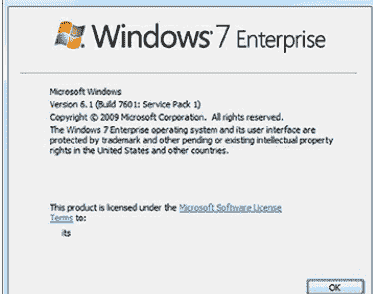 Windows 7 Enterprise
Microsoft Windows
Version 6.1 (Build 7601: Service Pack 1)
Copyright © 2009 Microsoft Corporation. All rights reserved.
The Windows 7 Enterprise operating system and its user interface are
protected by trademark and other pending or existing intellectual property
rights in the United States and other countries.
This product is licensed under the Microsoft Software License
Terms to:
its
OK